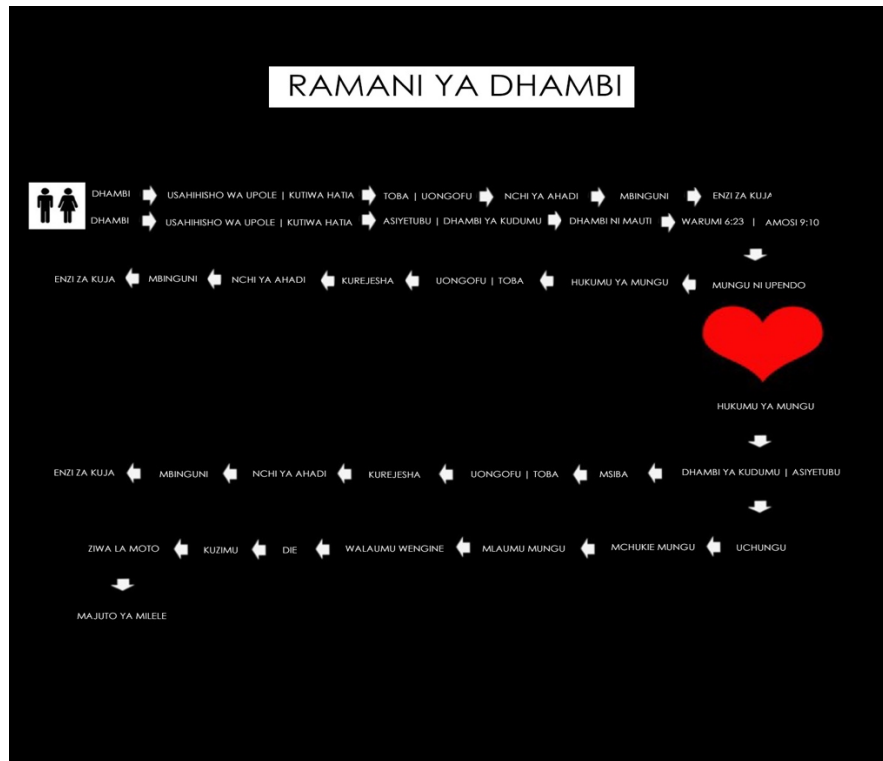 RAMANI YA DHAMBI
DHAMBI USAHIHISHO WA UPOLE | KUTIWA HATIA TOBA | UONGOFU NCHI YA AHADI MBINGUNI ENZI ZA KUJA
DHAMBI USAHIHISHO WA UPOLE | KUTIWA HATIA ASIYETUBU | DHAMBI YA KUDUMU DHAMBI NI MAUTI WARUMI 6:23 | AMOSI 9:10
ENZI ZA KUJA MBINGUNI NCHI YA AHADI KUREJESHA UONGOFU | TOBA HUKUMU YA MUNGU MUNGU NI UPENDO
HUKUMU YA MUNGU
ENZI ZA KUJA MBINGUNI NCHI YA AHADI KUREJESHA UONGOFU | TOBA MSIBA DHAMBI YA KUDUMU | ASIYETUBU
ZIWA LA MOTO KUZIMU DIE WALAUMU WENGINE MLAUMU MUNGU MCHUKIE MUNGU UCHUNGU
MAJUTO YA MILELE